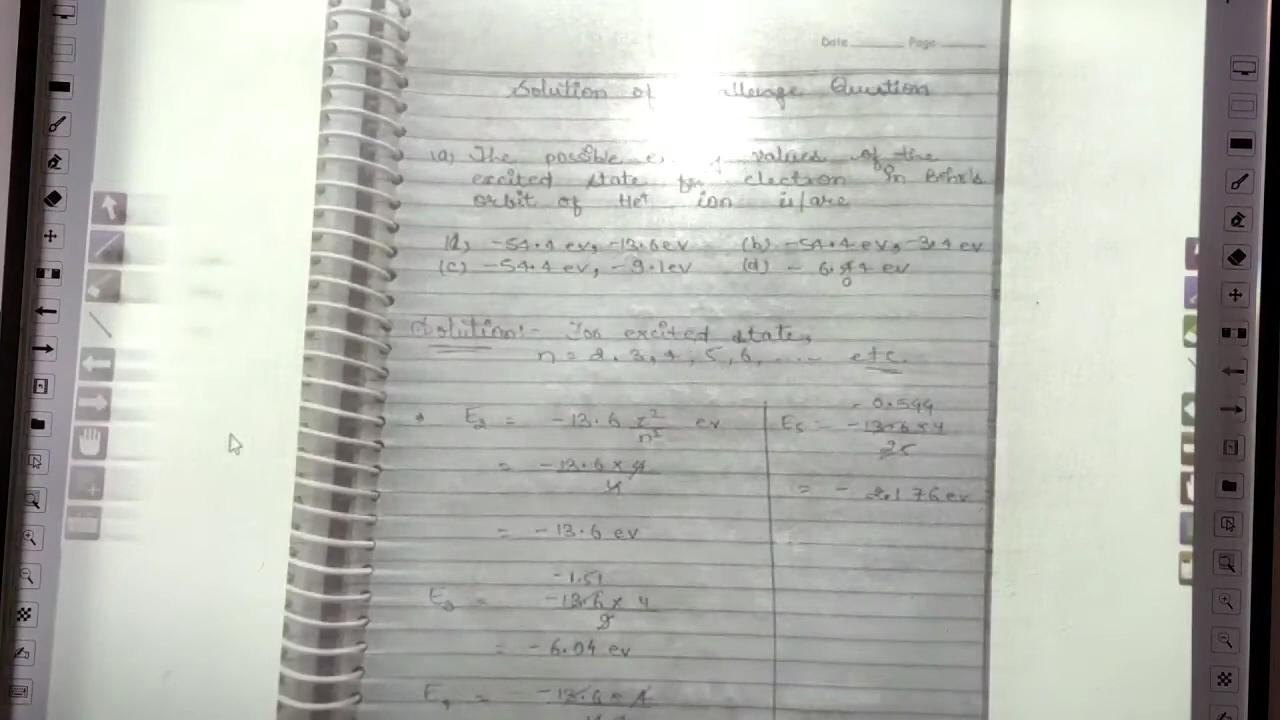 Date Page
Solution of Question
(a) The possible values of the
excited state for electron in Bohr's
orbit of He+ ion is/are
(a) -54.4 ev, -13.6 ev (b) -54.4 ev, -3.4 ev
(c) -54.4 ev, -9.1 ev (d) - 6.04 ev
Solution:- For excited state,
n = 2, 3, 4, 5, 6, .... etc.
E2 = -13.6 z²/n² ev
= -13.6 × 4/4
= -13.6 ev
-1.51
E3 = -13.6 × 4/9
= -6.04 ev
E4 = -13.6 × 4
- 0.544
E5 = -13.6 × 4/25
= - 2.176 ev